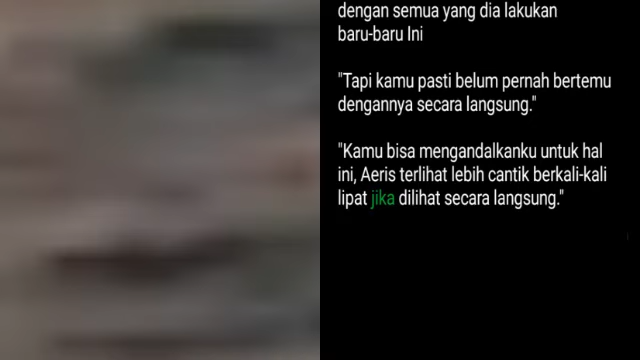 dengan semua yang dia lakukan
baru-baru Ini
"Tapi kamu pasti belum pernah bertemu
dengannya secara langsung."
"Kamu bisa mengandalkanku untuk hal
ini, Aeris terlihat lebih cantik berkali-kali
lipat jika dilihat secara langsung."